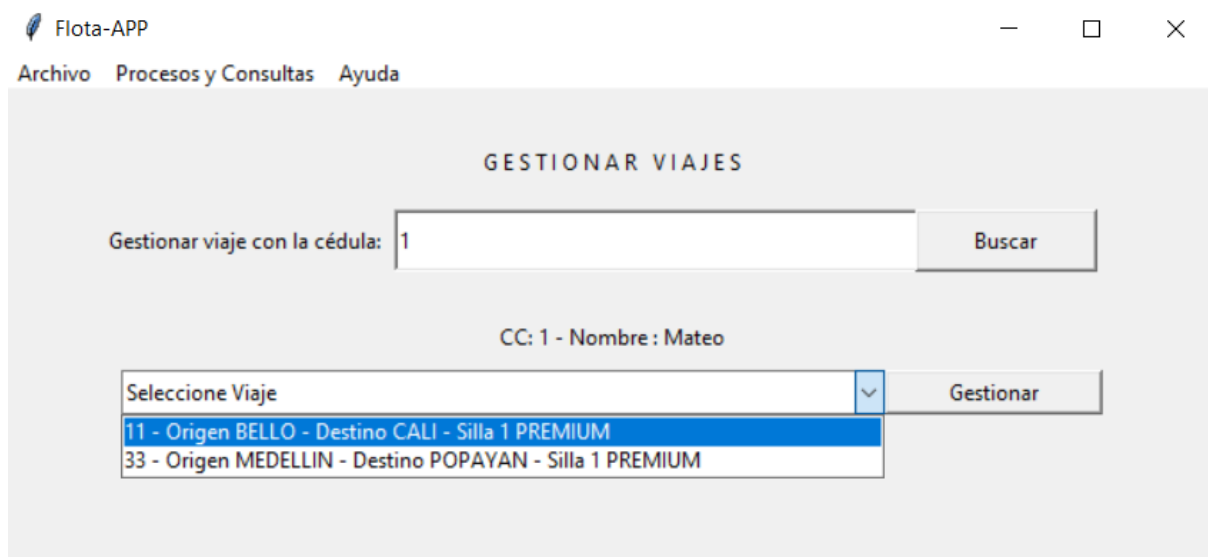 Flota-APP
Archivo Procesos y Consultas Ayuda
GESTIONAR VIAJES
Gestionar viaje con la cédula: 1 Buscar
CC: 1 - Nombre : Mateo
Seleccione Viaje Gestionar
11 - Origen BELLO - Destino CALI - Silla 1 PREMIUM
33 - Origen MEDELLIN - Destino POPAYAN - Silla 1 PREMIUM